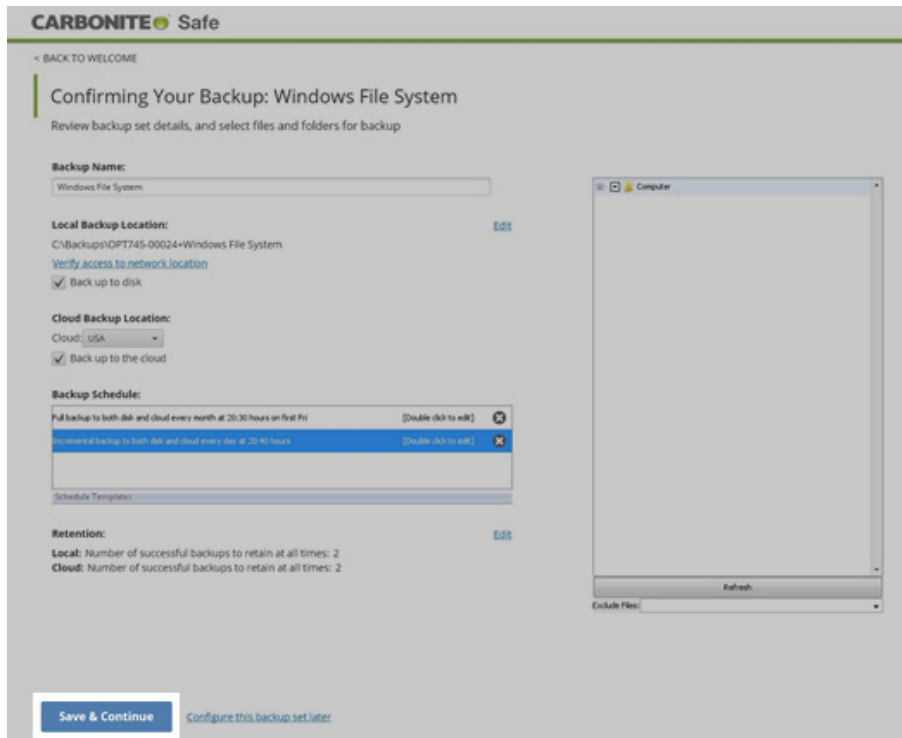 CARBONITE Safe
< BACK TO WELCOME
Confirming Your Backup: Windows File System
Review backup set details, and select files and folders for backup
Backup Name:
Windows File System
Local Backup Location:
Edit
C:\Backups\OPT745-00024+Windows File System
Verify access to network location
Back up to disk
Cloud Backup Location:
Cloud: USA
Back up to the cloud
Backup Schedule:
Full backup to both disk and cloud every month at 20:30 hours on first Fri [Double click to edit]
Incremental backup to both disk and cloud every day at 20:40 hours [Double click to edit]
Schedule Templates
Retention:
Edit
Local: Number of successful backups to retain at all times: 2
Cloud: Number of successful backups to retain at all times: 2
Computer
Refresh
Exclude Files:
Save & Continue
Configure this backup set later